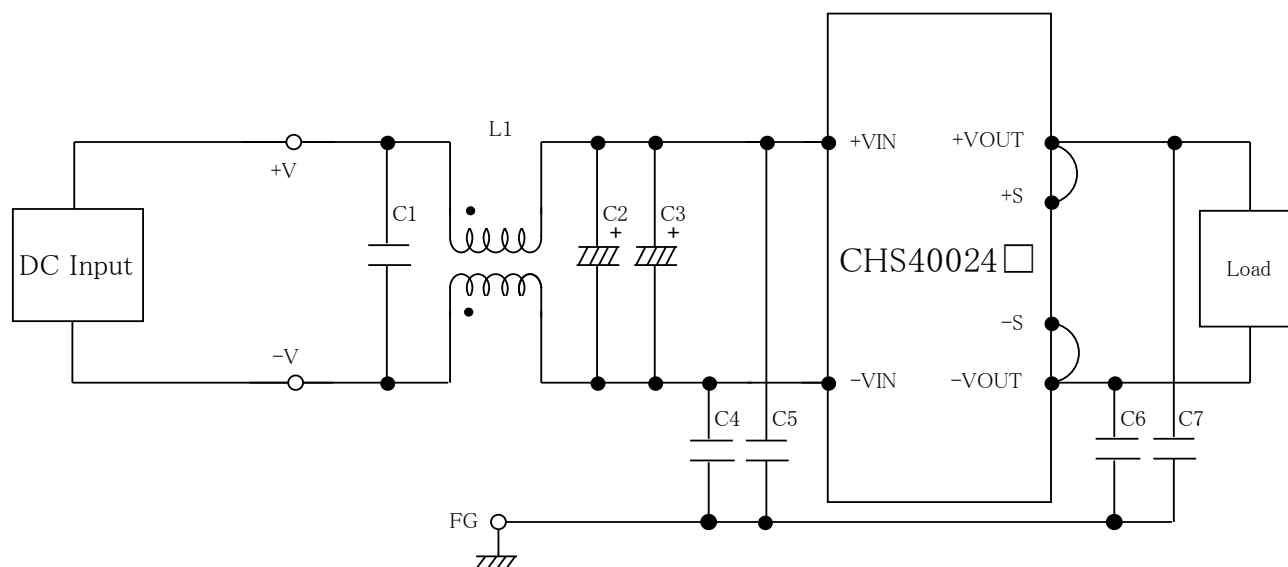 L1
+VIN
+VOUT
+V
+S
C1
C2
+
C3
+
DC Input
CHS40024□
Load
−S
−V
−VIN
−VOUT
C4
C5
C6
C7
FG